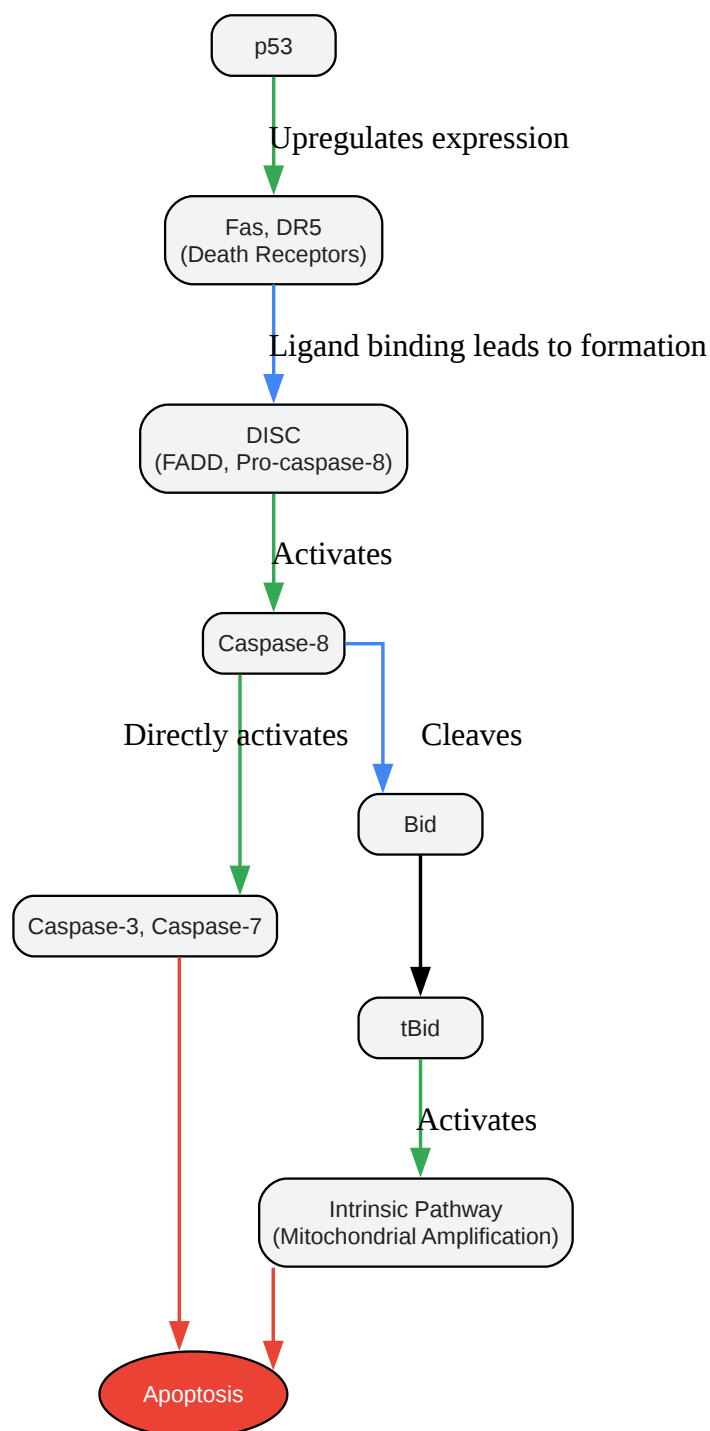 p53
Upregulates expression
Fas, DR5
(Death Receptors)
Ligand binding leads to formation
DISC
(FADD, Pro-caspase-8)
Activates
Caspase-8
Directly activates
Cleaves
Bid
Caspase-3, Caspase-7
tBid
Activates
Intrinsic Pathway
(Mitochondrial Amplification)
Apoptosis